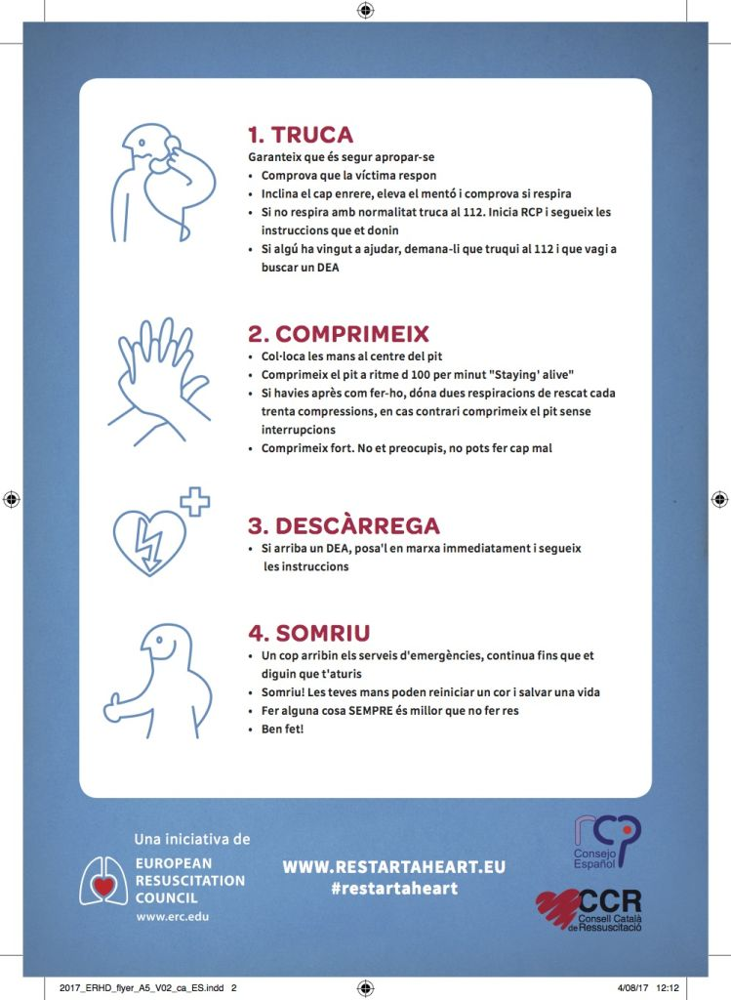 1. TRUCA
Garanteix que és segur apropar-se
• Comprova que la víctima respon
• Inclina el cap enrere, eleva el mentó i comprova si respira
• Si no respira amb normalitat truca al 112. Inicia RCP i segueix les
instruccions que et donin
• Si algú ha vingut a ajudar, demana-li que truqui al 112 i que vagi a
buscar un DEA
2. COMPRIMEIX
• Col·loca les mans al centre del pit
• Comprimeix el pit a ritme d 100 per minut "Staying' alive"
• Si havies après com fer-ho, dóna dues respiracions de rescat cada
trenta compressions, en cas contrari comprimeix el pit sense
interrupcions
• Comprimeix fort. No et preocupis, no pots fer cap mal
3. DESCÀRREGA
• Si arriba un DEA, posa'l en marxa immediatament i segueix
les instruccions
4. SOMRIU
• Un cop arribin els serveis d'emergències, continua fins que et
diguin que t'aturis
• Somriu! Les teves mans poden reiniciar un cor i salvar una vida
• Fer alguna cosa SEMPRE és millor que no fer res
• Ben fet!
Una iniciativa de
EUROPEAN
RESUSCITATION
COUNCIL
www.erc.edu
WWW.RESTARTAHEART.EU
#restartaheart
rcp
Consejo
Español
CCR
Consell Català
de Ressuscitació
2017_ERHD_flyer_A5_V02_ca_ES.indd 2
4/08/17 12:12